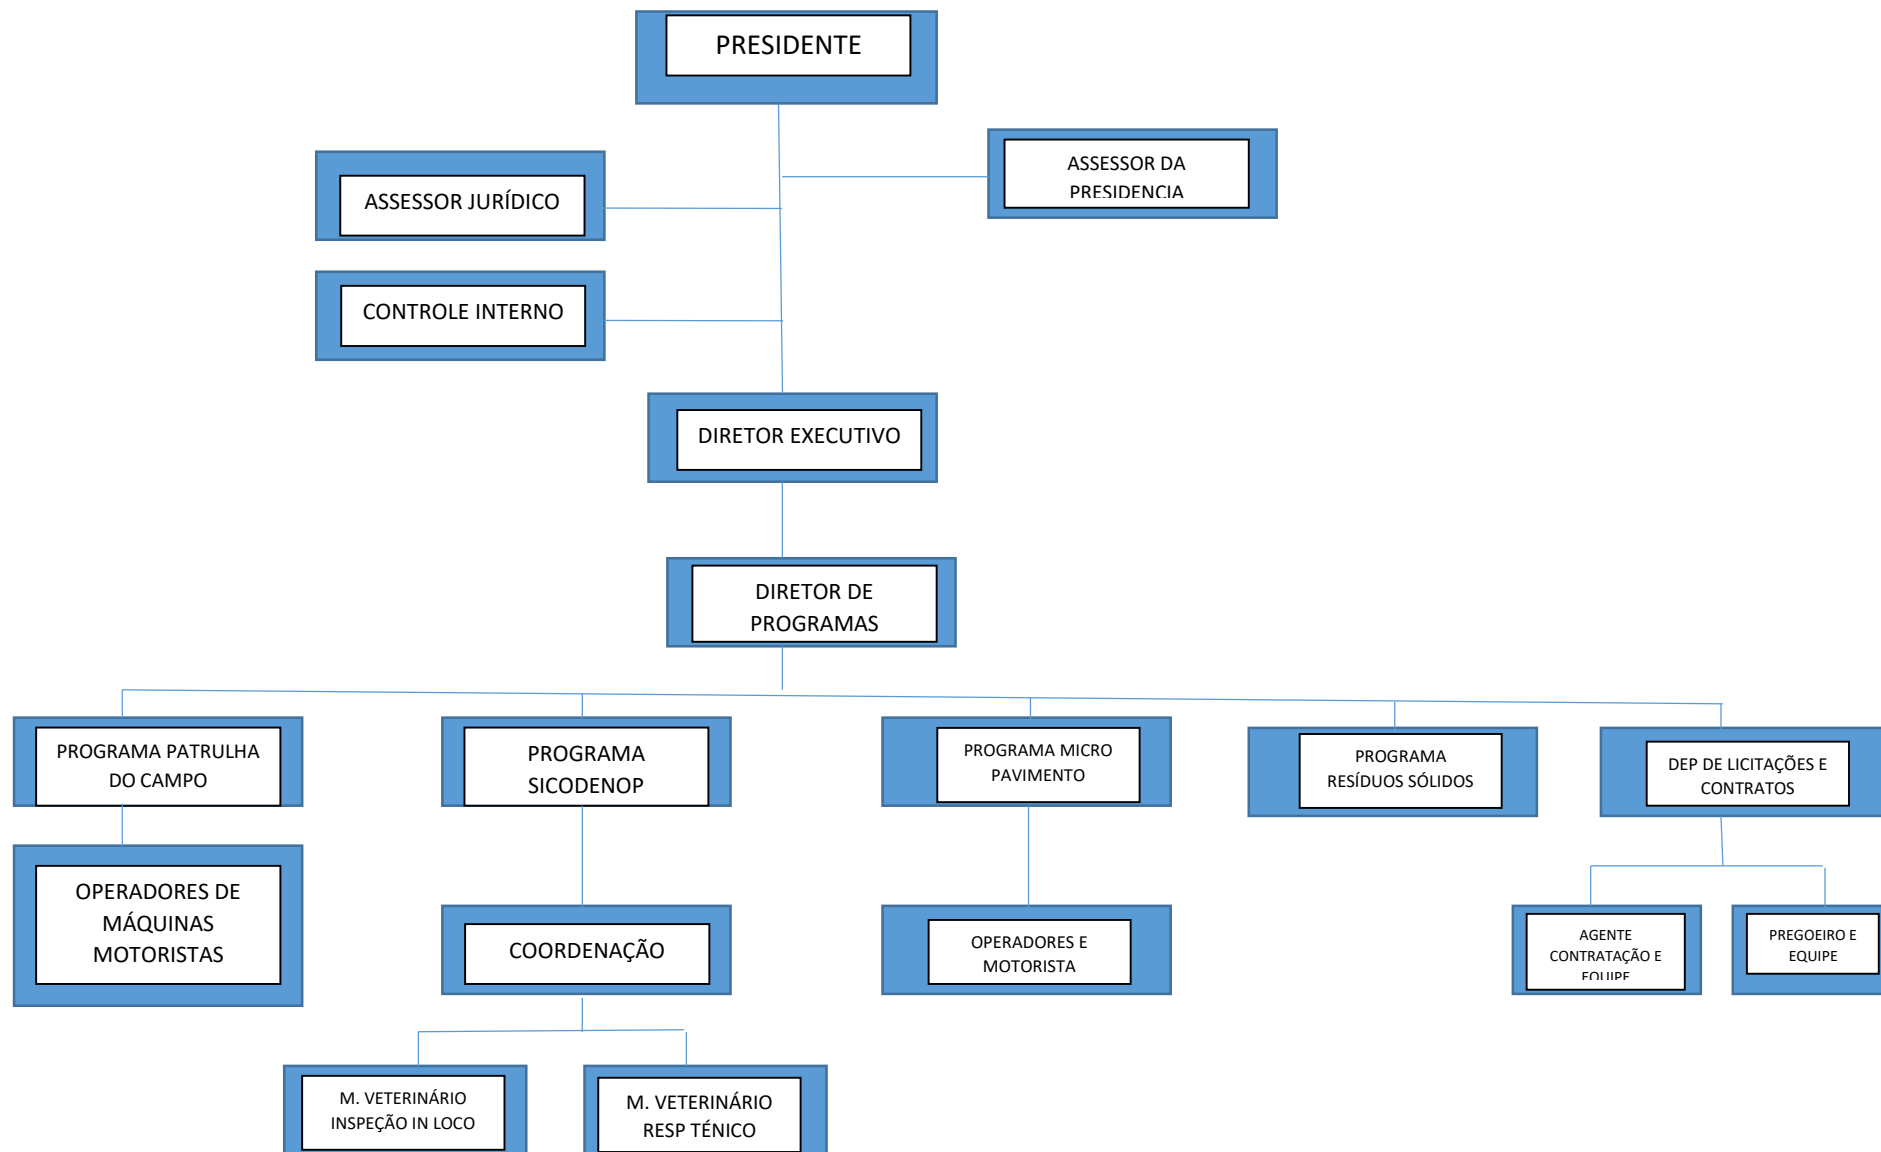 PRESIDENTE
ASSESSOR DA
PRESIDENCIA
ASSESSOR JURÍDICO
CONTROLE INTERNO
DIRETOR EXECUTIVO
DIRETOR DE
PROGRAMAS
PROGRAMA PATRULHA
DO CAMPO
PROGRAMA
SICODENOP
PROGRAMA MICRO
PAVIMENTO
PROGRAMA
RESÍDUOS SÓLIDOS
DEP DE LICITAÇÕES E
CONTRATOS
OPERADORES DE
MÁQUINAS
MOTORISTAS
COORDENAÇÃO
OPERADORES E
MOTORISTA
AGENTE
CONTRATAÇÃO E
EQUIPE
PREGOEIRO E
EQUIPE
M. VETERINÁRIO
INSPEÇÃO IN LOCO
M. VETERINÁRIO
RESP TÉNICO